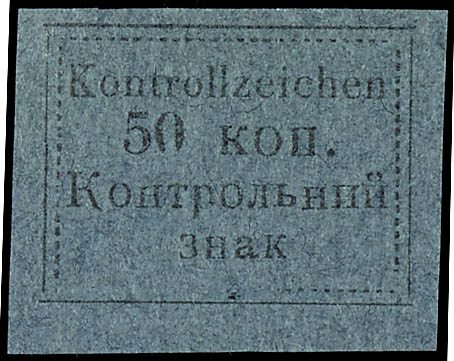 Kontrollzeichen
50 коп.
Контрольний
знак